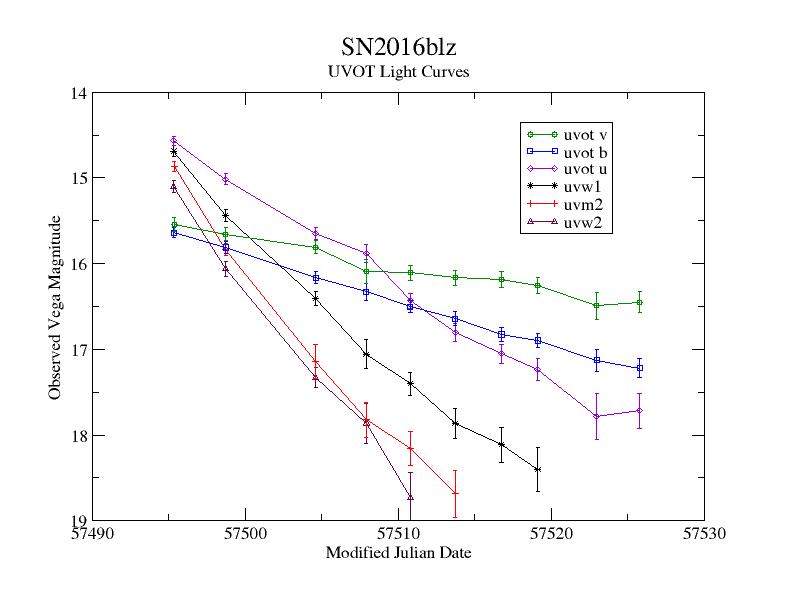 SN2016blz
UVOT Light Curves
Observed Vega Magnitude
14
15
16
17
18
19
uvot v
uvot b
uvot u
uvw1
uvm2
uvw2
57490 57500 57510 57520 57530
Modified Julian Date